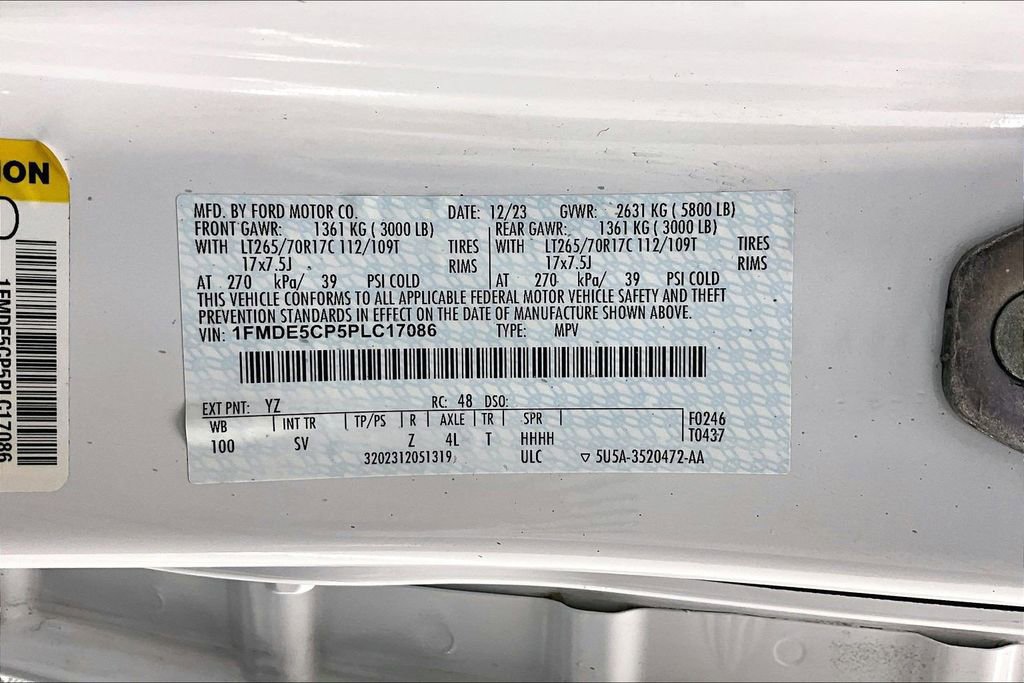 ION
1FMDE5CP5PLC17086
MFD. BY FORD MOTOR CO. DATE: 12/23 GVWR: 2631 KG ( 5800 LB)
FRONT GAWR: 1361 KG ( 3000 LB) REAR GAWR: 1361 KG ( 3000 LB)
WITH LT265/70R17C 112/109T TIRES WITH LT265/70R17C 112/109T TIRES
17x7.5J RIMS 17x7.5J RIMS
AT 270 kPa/ 39 PSI COLD AT 270 kPa/ 39 PSI COLD
THIS VEHICLE CONFORMS TO ALL APPLICABLE FEDERAL MOTOR VEHICLE SAFETY AND THEFT
PREVENTION STANDARDS IN EFFECT ON THE DATE OF MANUFACTURE SHOWN ABOVE.
VIN: 1FMDE5CP5PLC17086 TYPE: MPV
EXT PNT: YZ RC: 48 DSO:
WB INT TR TP/PS R AXLE TR SPR F0246
100 SV Z 4L T HHHH T0437
3202312051319 ULC ▽ 5U5A-3520472-AA